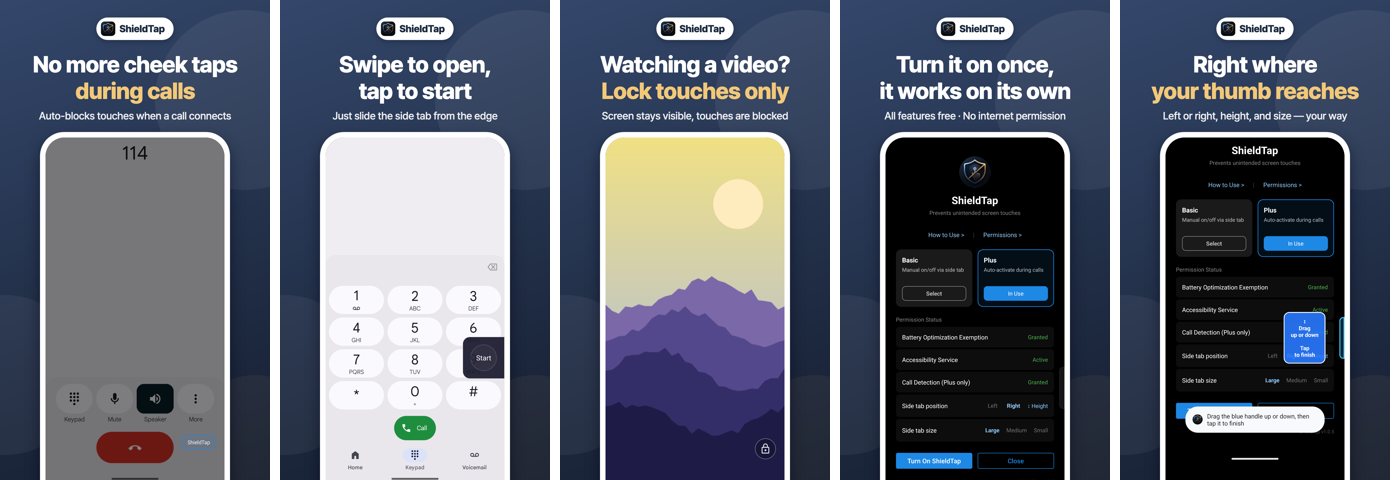 ShieldTap
No more cheek taps
during calls
Auto-blocks touches when a call connects
114
Keypad
Mute
Speaker
More
ShieldTap
ShieldTap
Swipe to open,
tap to start
Just slide the side tab from the edge
1
2
ABC
3
DEF
4
GHI
5
JKL
6
7
PQRS
8
TUV
Start
*
0
+
#
Call
Home
Keypad
Voicemail
ShieldTap
Watching a video?
Lock touches only
Screen stays visible, touches are blocked
ShieldTap
Turn it on once,
it works on its own
All features free · No internet permission
ShieldTap
Prevents unintended screen touches
How to Use > | Permissions >
Basic
Manual on/off via side tab
Select
Plus
Auto-activate during calls
In Use
Permission Status
Battery Optimization Exemption Granted
Accessibility Service Active
Call Detection (Plus only) Granted
Side tab position Left Right ↕ Height
Side tab size Large Medium Small
Turn On ShieldTap
Close
ShieldTap
Right where
your thumb reaches
Left or right, height, and size — your way
ShieldTap
Prevents unintended screen touches
How to Use > | Permissions >
Basic
Manual on/off via side tab
Select
Plus
Auto-activate during calls
In Use
Permission Status
Battery Optimization Exemption Granted
Accessibility Service Active
Call Detection (Plus only)
Side tab position Left
Side tab size Large Medium Small
↕
Drag
up or down
Tap
to finish
Drag the blue handle up or down, then
tap it to finish